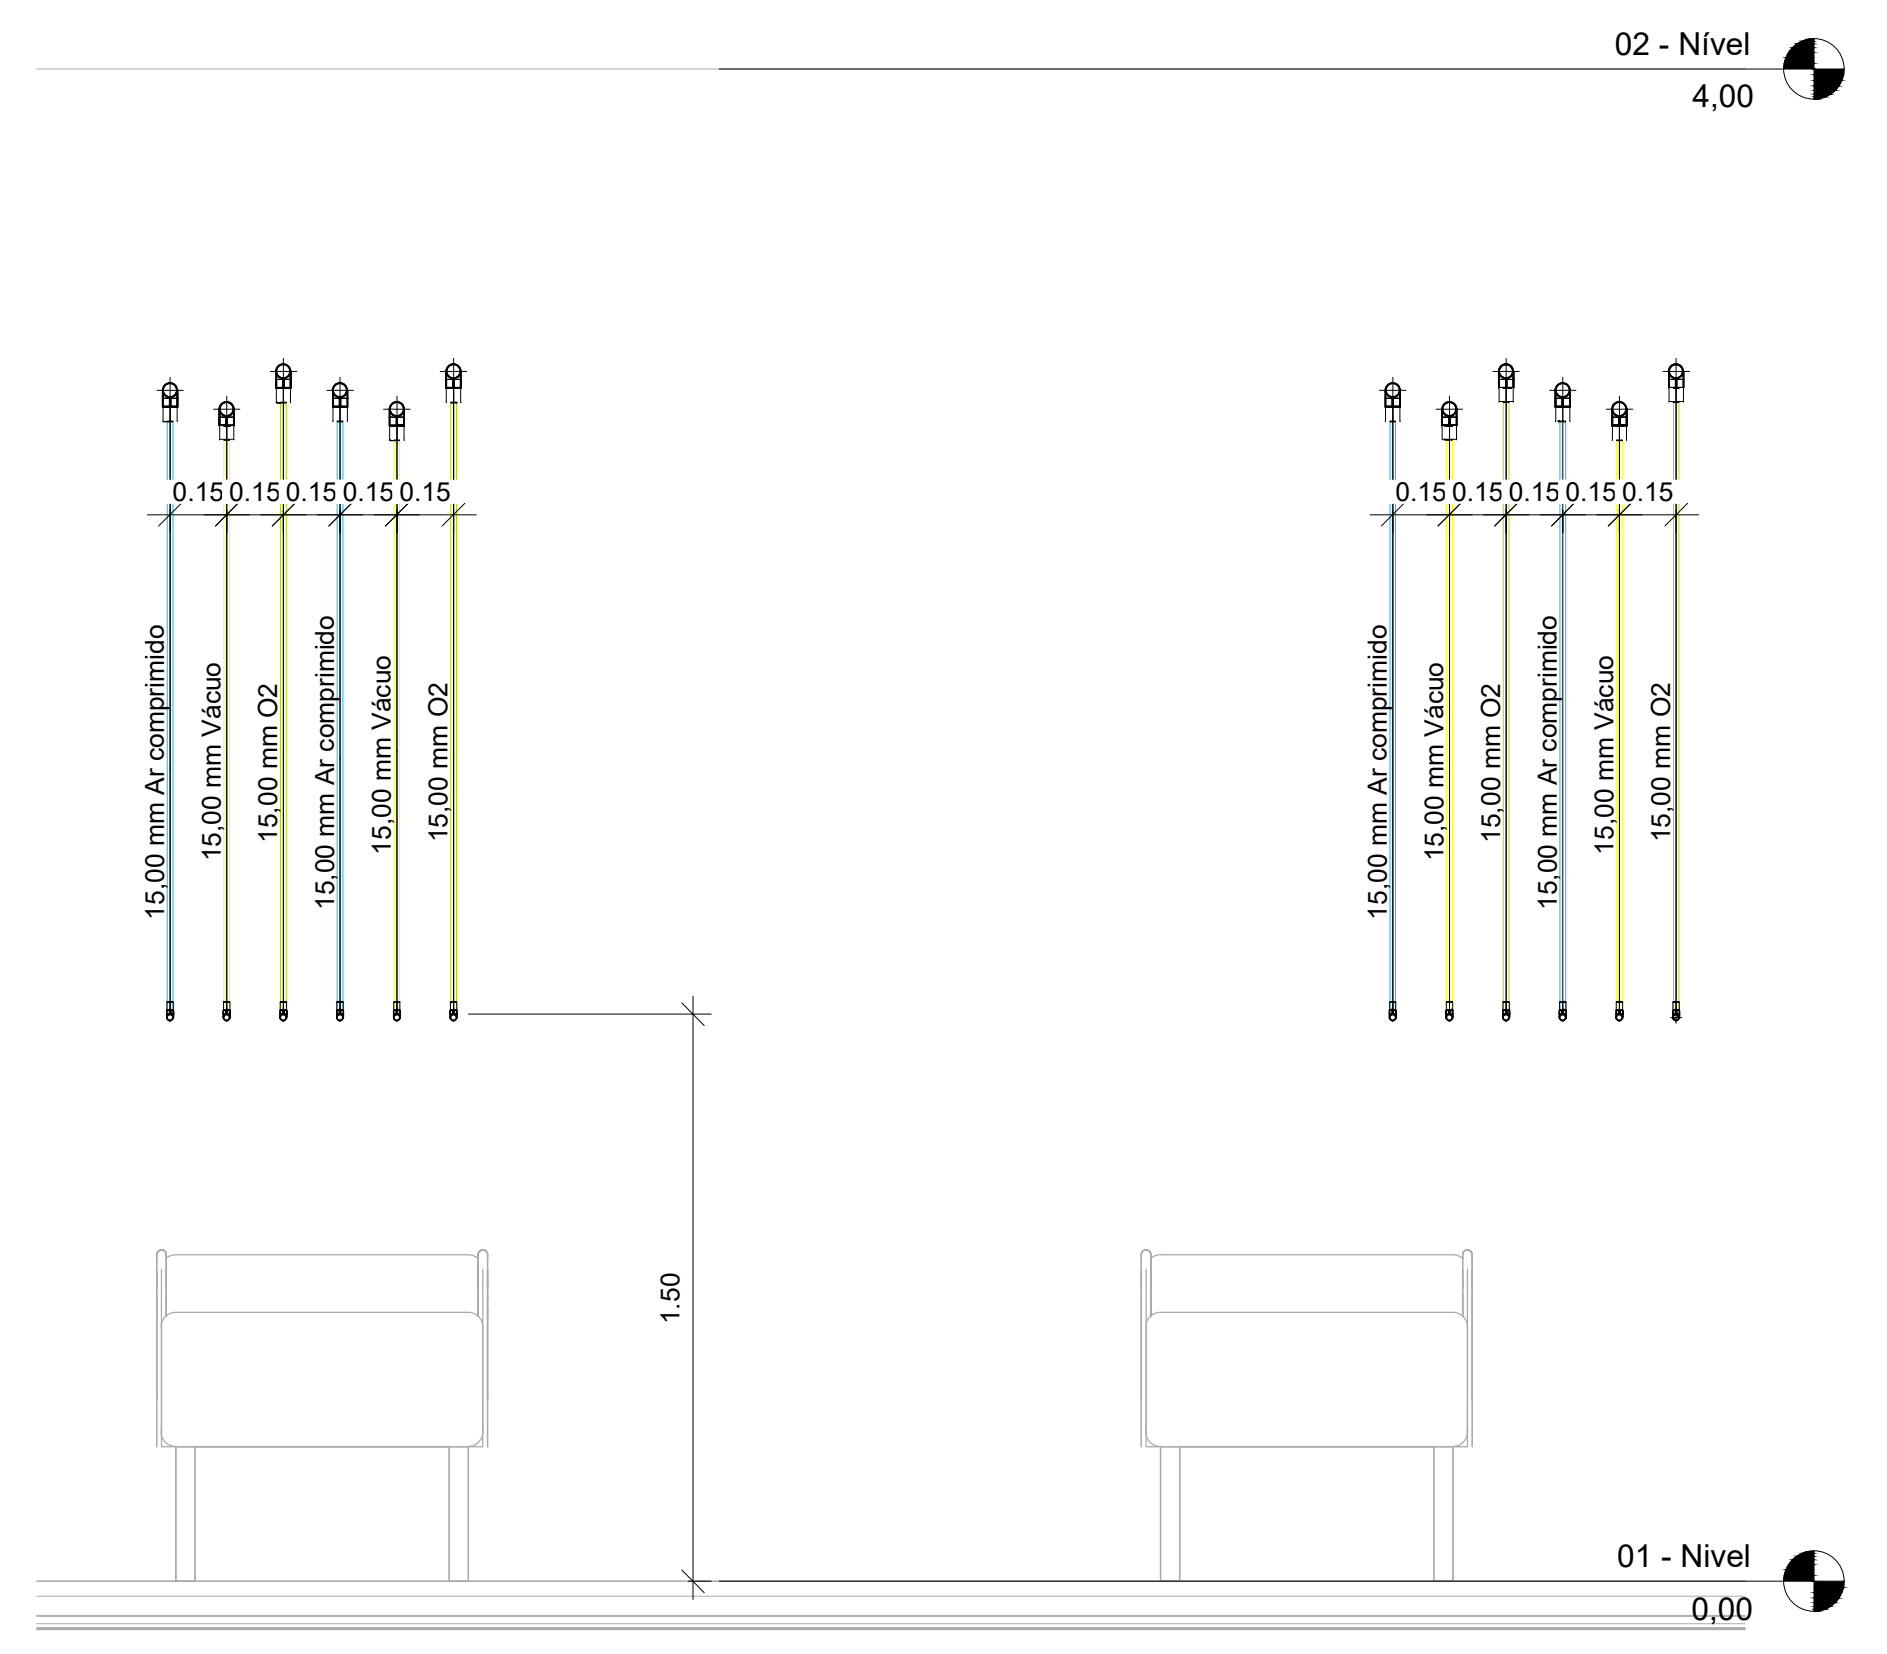 02 - Nível
4,00
0.15 0.15 0.15 0.15 0.15
0.15 0.15 0.15 0.15 0.15
15,00 mm Ar comprimido
15,00 mm Vácuo
15,00 mm O2
15,00 mm Ar comprimido
15,00 mm Vácuo
15,00 mm O2
15,00 mm Ar comprimido
15,00 mm Vácuo
15,00 mm O2
15,00 mm Ar comprimido
15,00 mm Vácuo
15,00 mm O2
1.50
01 - Nivel
0,00